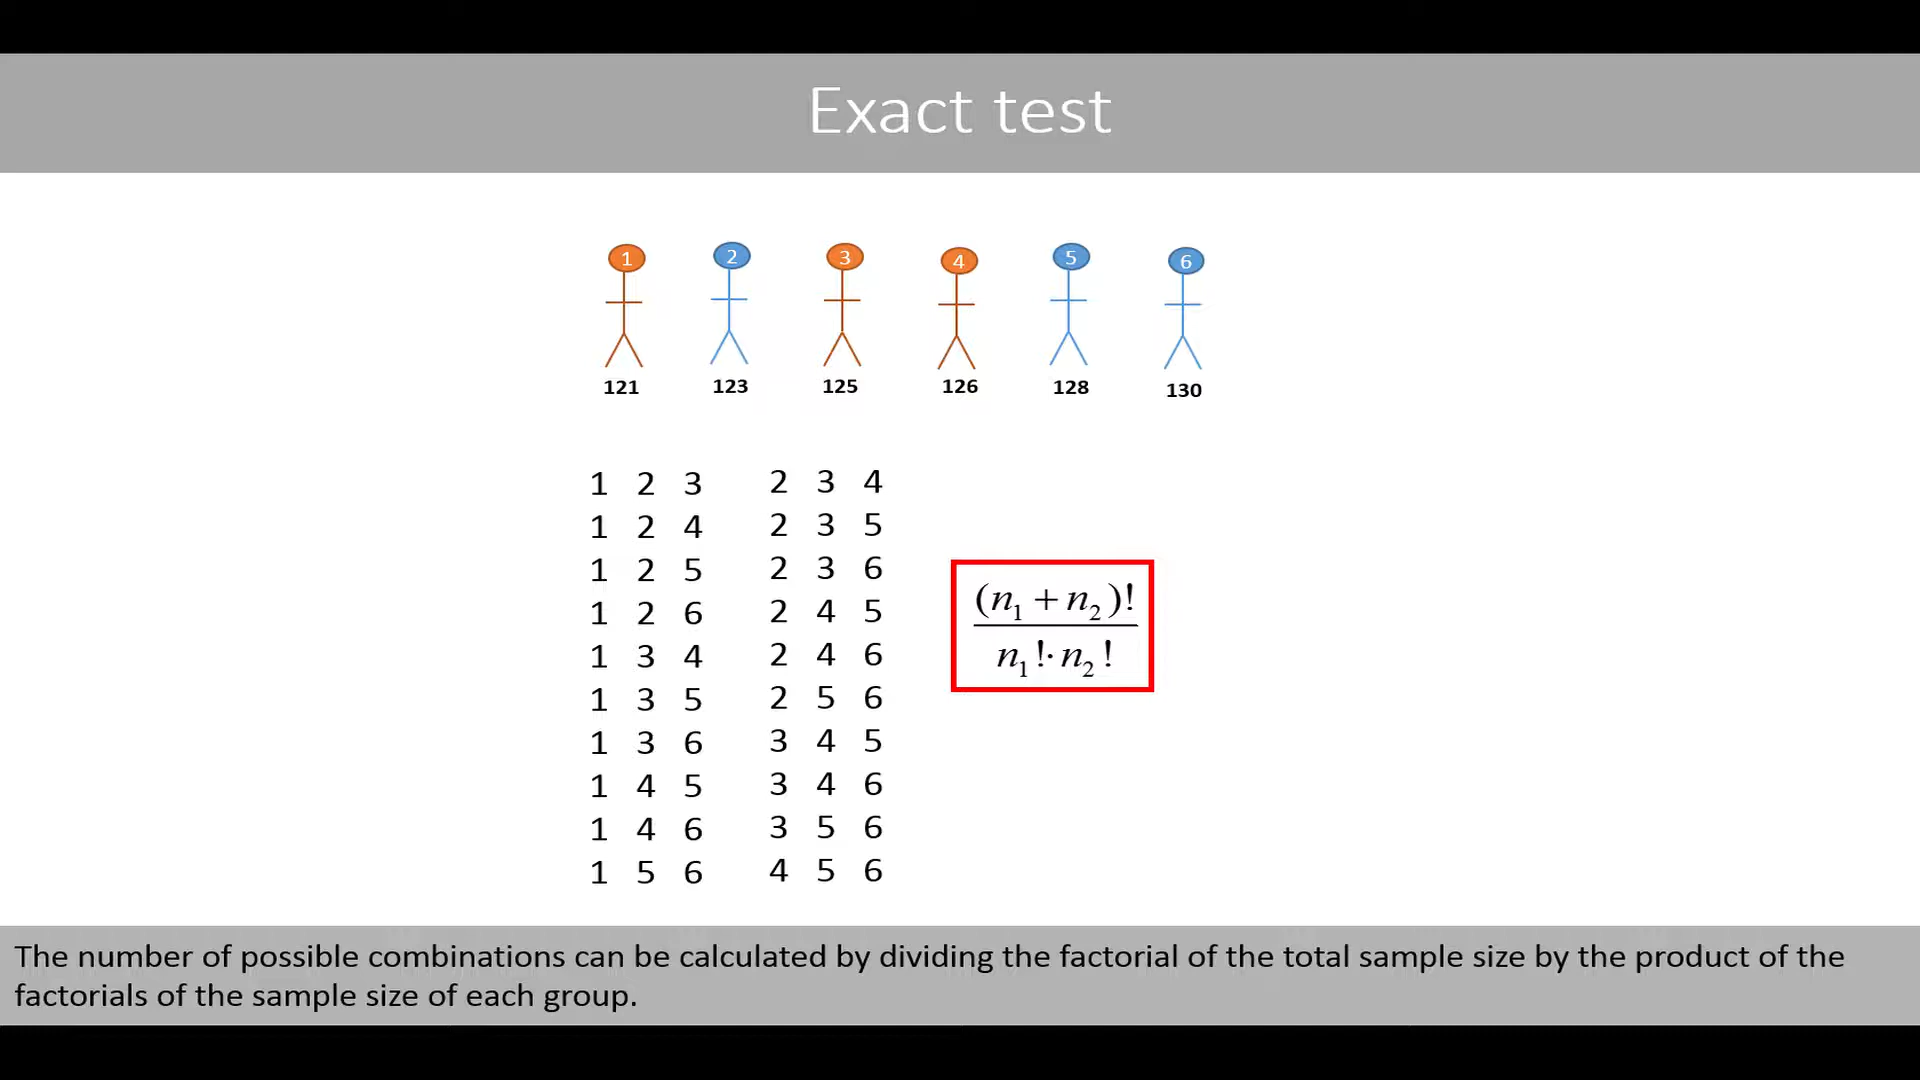 Exact test
1 2 3 4 5 6
121 123 125 126 128 130
1 2 3 2 3 4
1 2 4 2 3 5
1 2 5 2 3 6
1 2 6 2 4 5
1 3 4 2 4 6
1 3 5 2 5 6
1 3 6 3 4 5
1 4 5 3 4 6
1 4 6 3 5 6
1 5 6 4 5 6
(n₁ + n₂)!
n₁!·n₂!
The number of possible combinations can be calculated by dividing the factorial of the total sample size by the product of the
factorials of the sample size of each group.